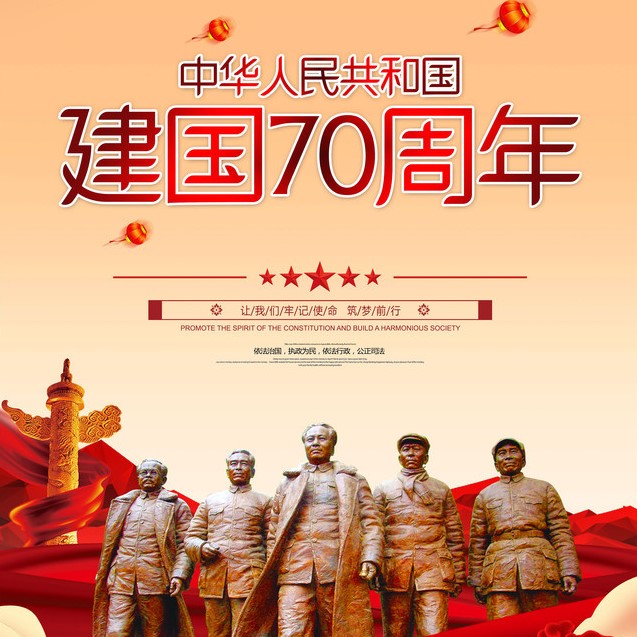 中华人民共和国
建国70周年
让/我/们/牢/记/使/命 筑/梦/前/行
PROMOTE THE SPIRIT OF THE CONSTITUTION AND BUILD A HARMONIOUS SOCIETY
依法治国，执政为民，依法行政，公正司法